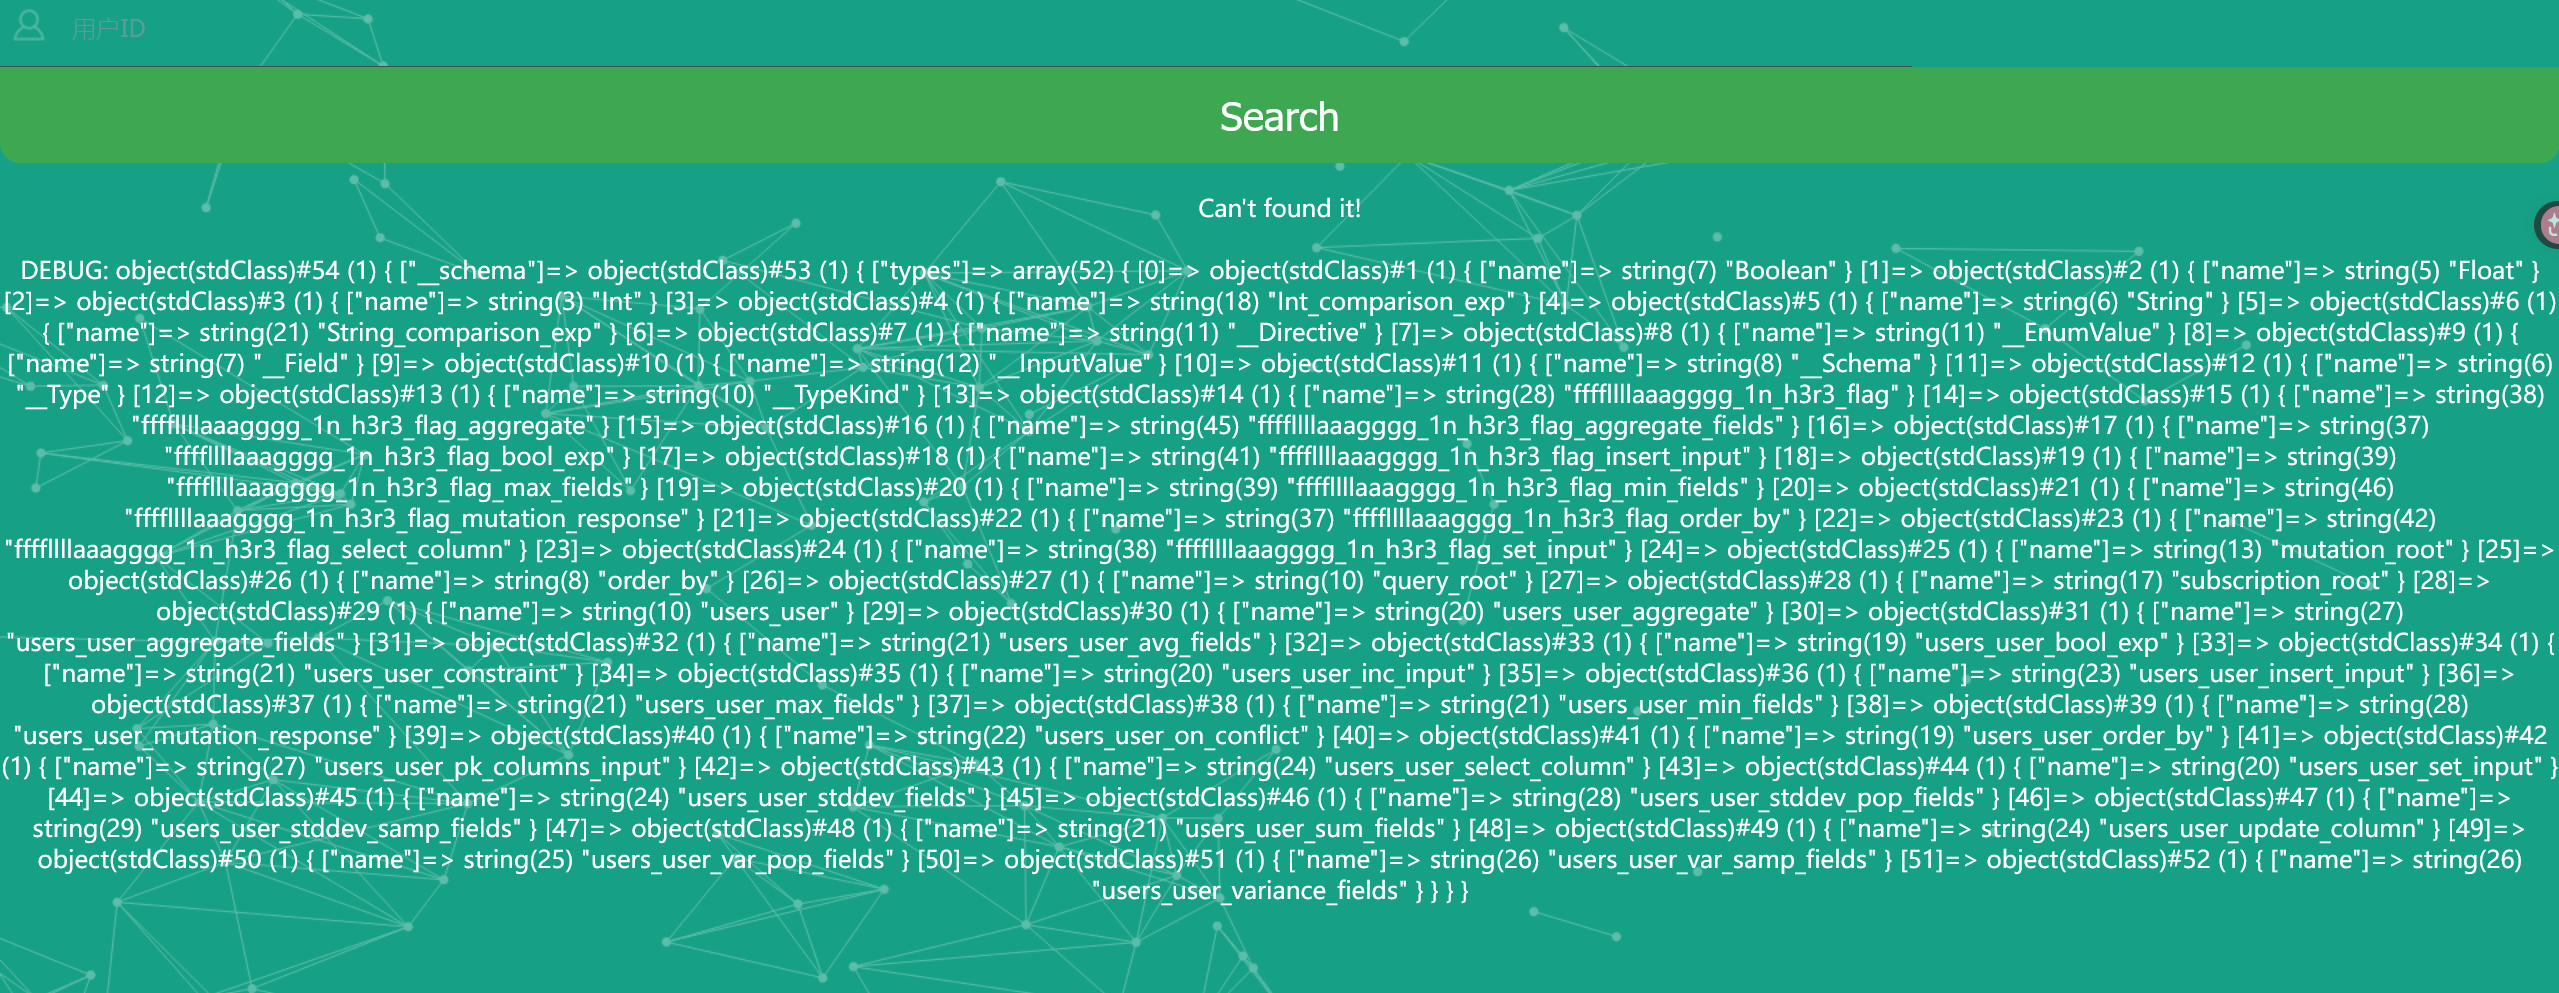 用户ID
Search
Can't found it!
DEBUG: object(stdClass)#54 (1) { ["__schema"]=> object(stdClass)#53 (1) { ["types"]=> array(52) { [0]=> object(stdClass)#1 (1) { ["name"]=> string(7) "Boolean" } [1]=> object(stdClass)#2 (1) { ["name"]=> string(5) "Float" }
[2]=> object(stdClass)#3 (1) { ["name"]=> string(3) "Int" } [3]=> object(stdClass)#4 (1) { ["name"]=> string(18) "Int_comparison_exp" } [4]=> object(stdClass)#5 (1) { ["name"]=> string(6) "String" } [5]=> object(stdClass)#6 (1)
{ ["name"]=> string(21) "String_comparison_exp" } [6]=> object(stdClass)#7 (1) { ["name"]=> string(11) "__Directive" } [7]=> object(stdClass)#8 (1) { ["name"]=> string(11) "__EnumValue" } [8]=> object(stdClass)#9 (1) {
["name"]=> string(7) "__Field" } [9]=> object(stdClass)#10 (1) { ["name"]=> string(12) "__InputValue" } [10]=> object(stdClass)#11 (1) { ["name"]=> string(8) "__Schema" } [11]=> object(stdClass)#12 (1) { ["name"]=> string(6)
"__Type" } [12]=> object(stdClass)#13 (1) { ["name"]=> string(10) "__TypeKind" } [13]=> object(stdClass)#14 (1) { ["name"]=> string(28) "fffffllllaaagggg_1n_h3r3_flag" } [14]=> object(stdClass)#15 (1) { ["name"]=> string(38)
"fffffllllaaagggg_1n_h3r3_flag_aggregate" } [15]=> object(stdClass)#16 (1) { ["name"]=> string(45) "fffffllllaaagggg_1n_h3r3_flag_aggregate_fields" } [16]=> object(stdClass)#17 (1) { ["name"]=> string(37)
"fffffllllaaagggg_1n_h3r3_flag_bool_exp" } [17]=> object(stdClass)#18 (1) { ["name"]=> string(41) "fffffllllaaagggg_1n_h3r3_flag_insert_input" } [18]=> object(stdClass)#19 (1) { ["name"]=> string(39)
"fffffllllaaagggg_1n_h3r3_flag_max_fields" } [19]=> object(stdClass)#20 (1) { ["name"]=> string(39) "fffffllllaaagggg_1n_h3r3_flag_min_fields" } [20]=> object(stdClass)#21 (1) { ["name"]=> string(46)
"fffffllllaaagggg_1n_h3r3_flag_mutation_response" } [21]=> object(stdClass)#22 (1) { ["name"]=> string(37) "fffffllllaaagggg_1n_h3r3_flag_order_by" } [22]=> object(stdClass)#23 (1) { ["name"]=> string(42)
"fffffllllaaagggg_1n_h3r3_flag_select_column" } [23]=> object(stdClass)#24 (1) { ["name"]=> string(38) "fffffllllaaagggg_1n_h3r3_flag_set_input" } [24]=> object(stdClass)#25 (1) { ["name"]=> string(13) "mutation_root" } [25]=>
object(stdClass)#26 (1) { ["name"]=> string(8) "order_by" } [26]=> object(stdClass)#27 (1) { ["name"]=> string(10) "query_root" } [27]=> object(stdClass)#28 (1) { ["name"]=> string(17) "subscription_root" } [28]=>
object(stdClass)#29 (1) { ["name"]=> string(10) "users_user" } [29]=> object(stdClass)#30 (1) { ["name"]=> string(20) "users_user_aggregate" } [30]=> object(stdClass)#31 (1) { ["name"]=> string(27)
"users_user_aggregate_fields" } [31]=> object(stdClass)#32 (1) { ["name"]=> string(21) "users_user_avg_fields" } [32]=> object(stdClass)#33 (1) { ["name"]=> string(19) "users_user_bool_exp" } [33]=> object(stdClass)#34 (1) {
["name"]=> string(21) "users_user_constraint" } [34]=> object(stdClass)#35 (1) { ["name"]=> string(20) "users_user_inc_input" } [35]=> object(stdClass)#36 (1) { ["name"]=> string(23) "users_user_insert_input" } [36]=>
object(stdClass)#37 (1) { ["name"]=> string(21) "users_user_max_fields" } [37]=> object(stdClass)#38 (1) { ["name"]=> string(21) "users_user_min_fields" } [38]=> object(stdClass)#39 (1) { ["name"]=> string(28)
"users_user_mutation_response" } [39]=> object(stdClass)#40 (1) { ["name"]=> string(22) "users_user_on_conflict" } [40]=> object(stdClass)#41 (1) { ["name"]=> string(19) "users_user_order_by" } [41]=> object(stdClass)#42
(1) { ["name"]=> string(27) "users_user_pk_columns_input" } [42]=> object(stdClass)#43 (1) { ["name"]=> string(24) "users_user_select_column" } [43]=> object(stdClass)#44 (1) { ["name"]=> string(20) "users_user_set_input" }
[44]=> object(stdClass)#45 (1) { ["name"]=> string(24) "users_user_stddev_fields" } [45]=> object(stdClass)#46 (1) { ["name"]=> string(28) "users_user_stddev_pop_fields" } [46]=> object(stdClass)#47 (1) { ["name"]=>
string(29) "users_user_stddev_samp_fields" } [47]=> object(stdClass)#48 (1) { ["name"]=> string(21) "users_user_sum_fields" } [48]=> object(stdClass)#49 (1) { ["name"]=> string(24) "users_user_update_column" } [49]=>
object(stdClass)#50 (1) { ["name"]=> string(25) "users_user_var_pop_fields" } [50]=> object(stdClass)#51 (1) { ["name"]=> string(26) "users_user_var_samp_fields" } [51]=> object(stdClass)#52 (1) { ["name"]=> string(26)
"users_user_variance_fields" } } } }